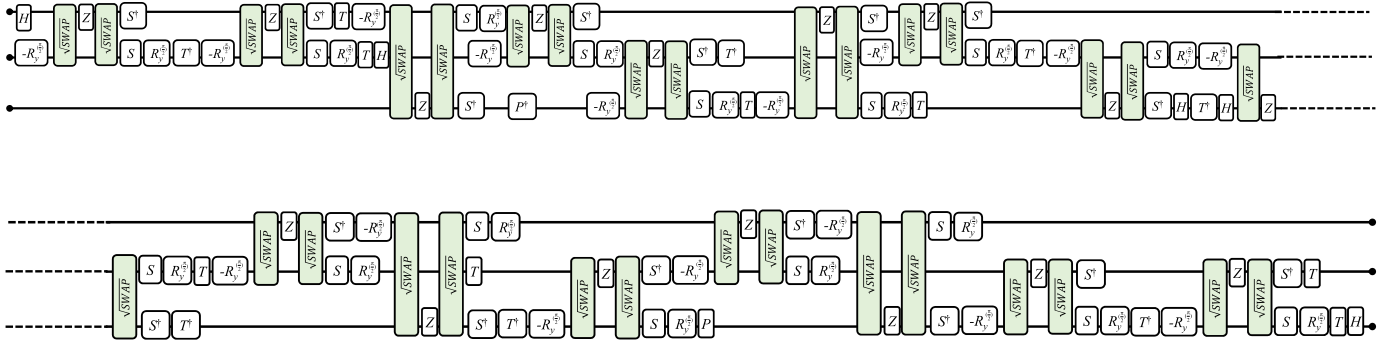 H √SWAP Z √SWAP S† √SWAP Z √SWAP S† T -R_y^(π/2) √SWAP √SWAP S R_y^(π/2) √SWAP Z √SWAP S† √SWAP Z √SWAP S† √SWAP Z √SWAP S†
-R_y^(π/2) S R_y^(π/2) T† -R_y^(π/2) S R_y^(π/2) T H -R_y^(π/2) S R_y^(π/2) √SWAP Z √SWAP S† T† -R_y^(π/2) S R_y^(π/2) T† -R_y^(π/2) √SWAP √SWAP S R_y^(π/2) -R_y^(π/2) √SWAP
Z S† P† -R_y^(π/2) S R_y^(π/2) T -R_y^(π/2) S R_y^(π/2) T Z S† H T† H Z
√SWAP Z √SWAP S† -R_y^(π/2) √SWAP √SWAP S R_y^(π/2) √SWAP Z √SWAP S† -R_y^(π/2) √SWAP √SWAP S R_y^(π/2)
√SWAP S R_y^(π/2) T -R_y^(π/2) S R_y^(π/2) T √SWAP Z √SWAP S† -R_y^(π/2) S R_y^(π/2) √SWAP Z √SWAP S† √SWAP Z √SWAP S† T
S† T† Z S† T† -R_y^(π/2) S R_y^(π/2) P Z S† -R_y^(π/2) S R_y^(π/2) T† -R_y^(π/2) S R_y^(π/2) T H